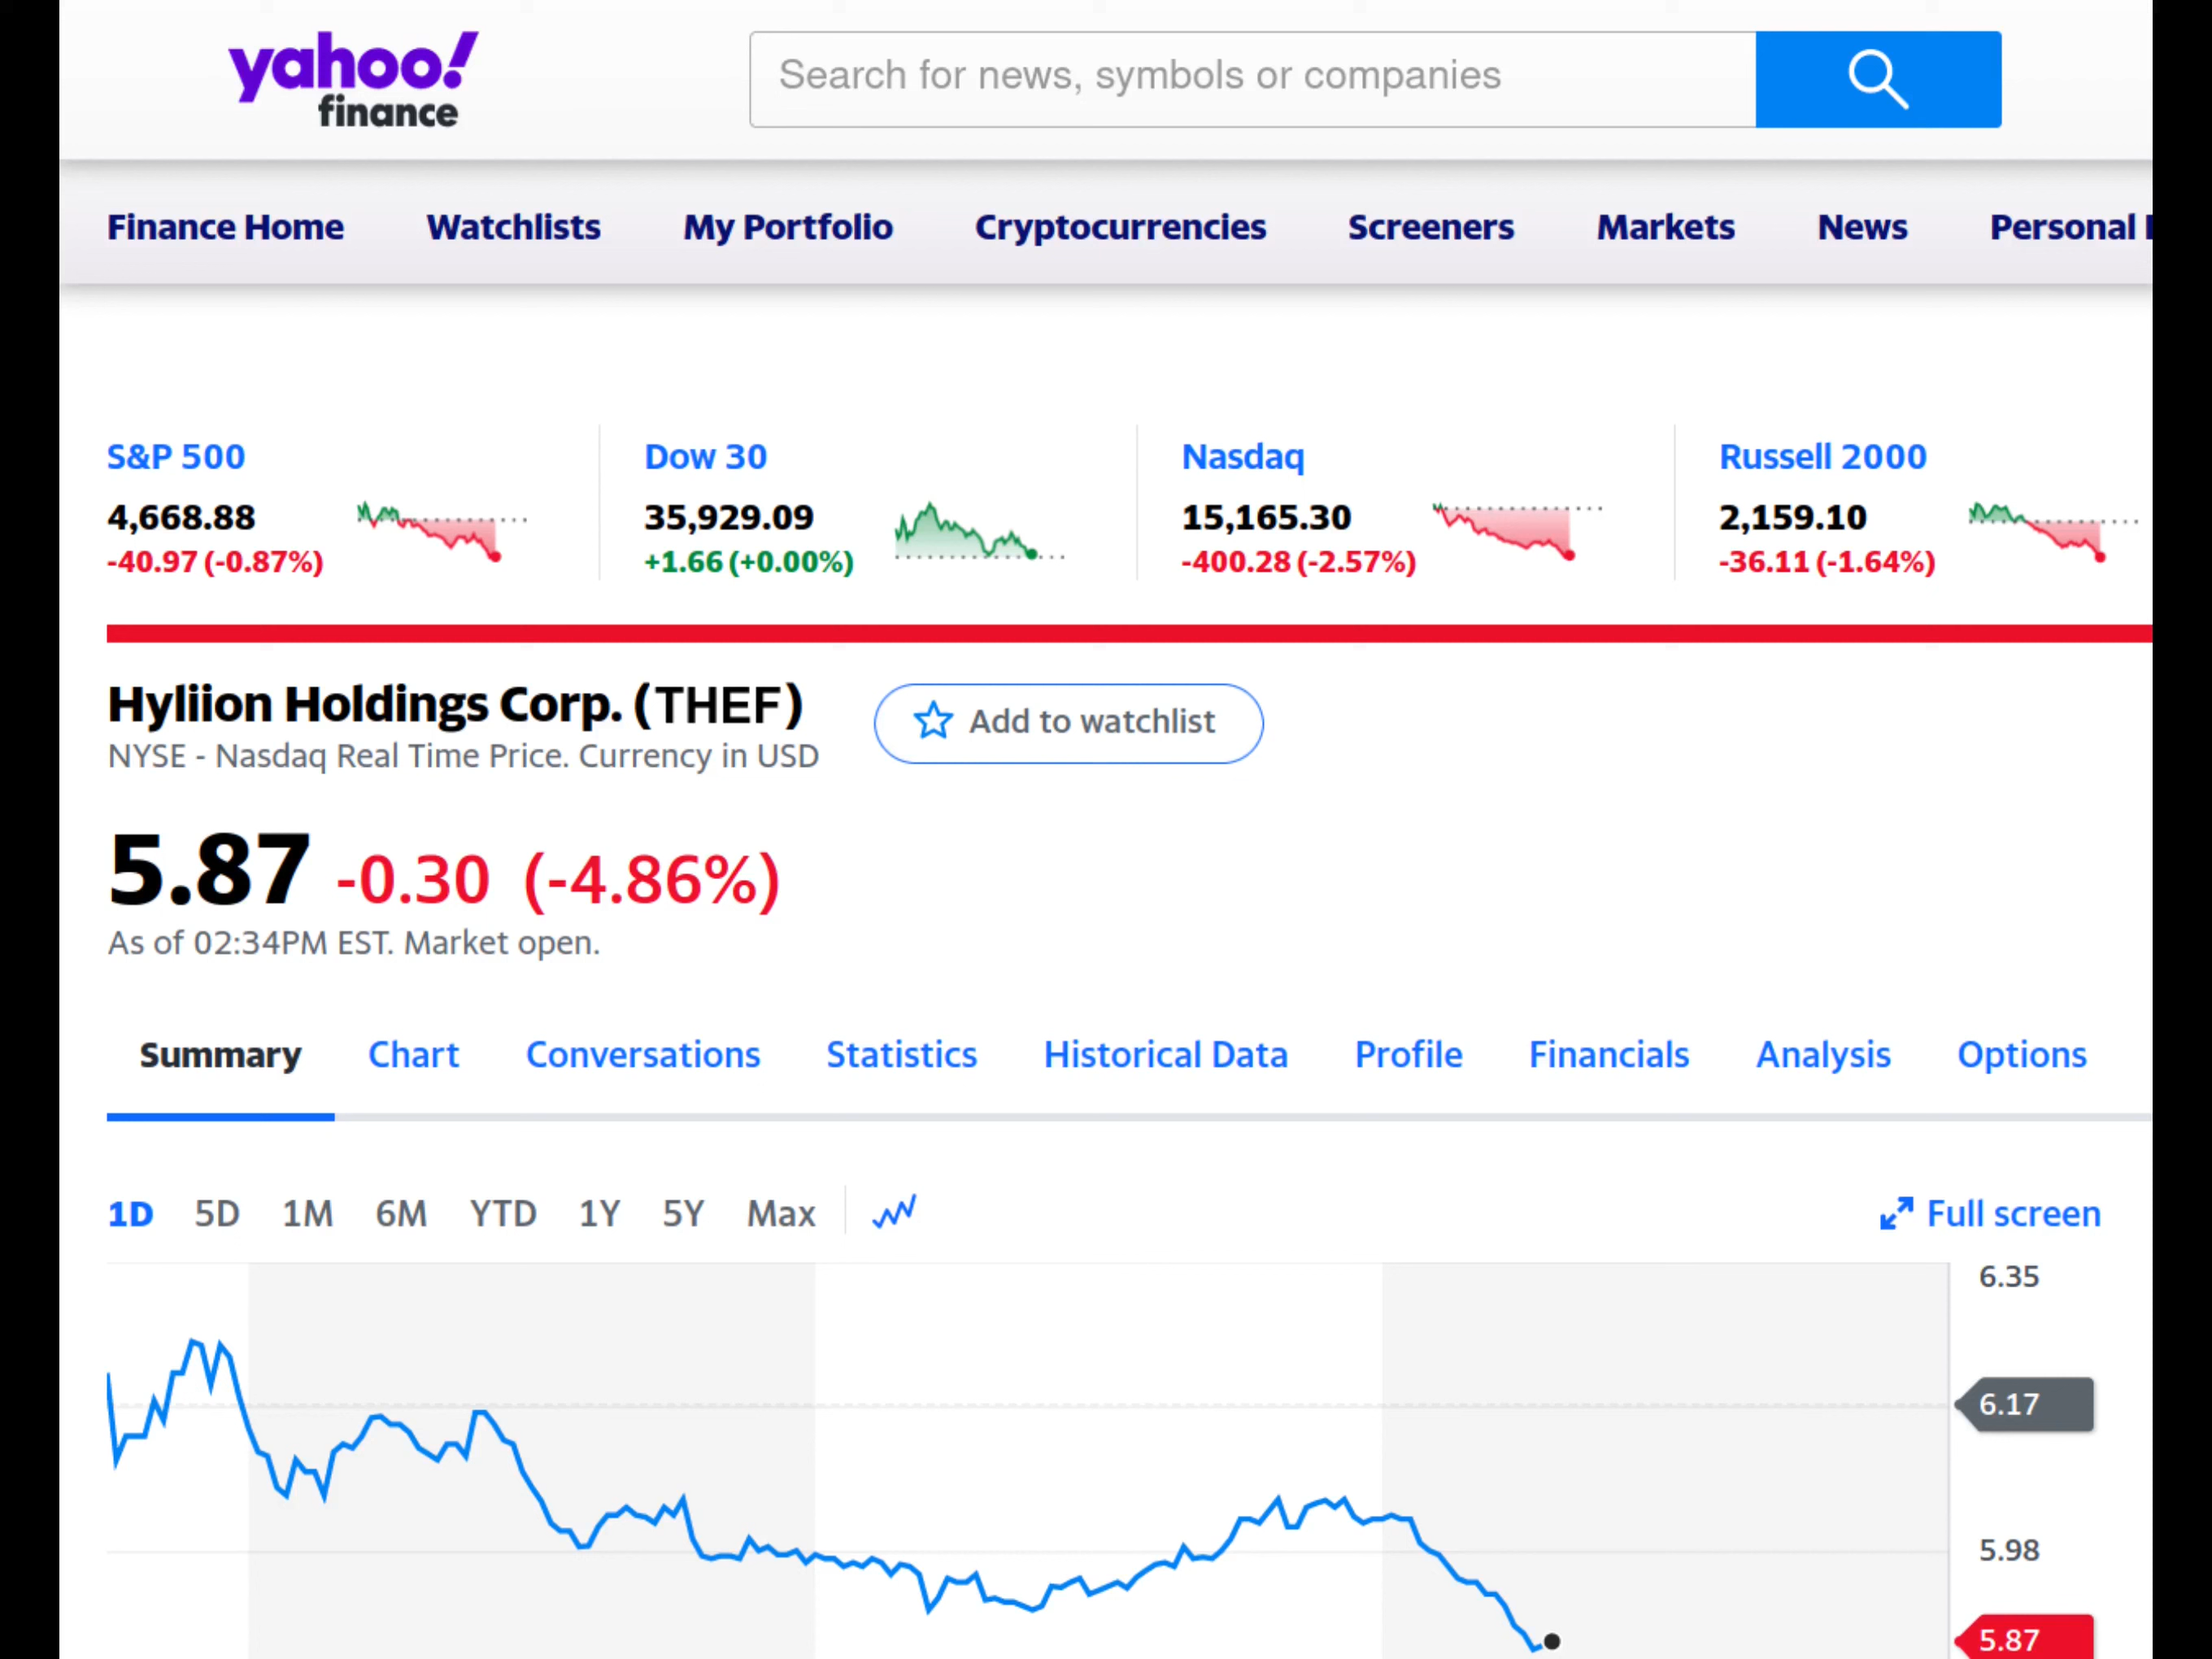 yahoo!
finance
Search for news, symbols or companies
Finance Home Watchlists My Portfolio Cryptocurrencies Screeners Markets News Personal
S&P 500
4,668.88
-40.97 (-0.87%)
Dow 30
35,929.09
+1.66 (+0.00%)
Nasdaq
15,165.30
-400.28 (-2.57%)
Russell 2000
2,159.10
-36.11 (-1.64%)
Hyliion Holdings Corp. (THEF)
NYSE - Nasdaq Real Time Price. Currency in USD
Add to watchlist
5.87 -0.30 (-4.86%)
As of 02:34PM EST. Market open.
Summary Chart Conversations Statistics Historical Data Profile Financials Analysis Options
1D 5D 1M 6M YTD 1Y 5Y Max
Full screen
6.35
6.17
5.98
5.87